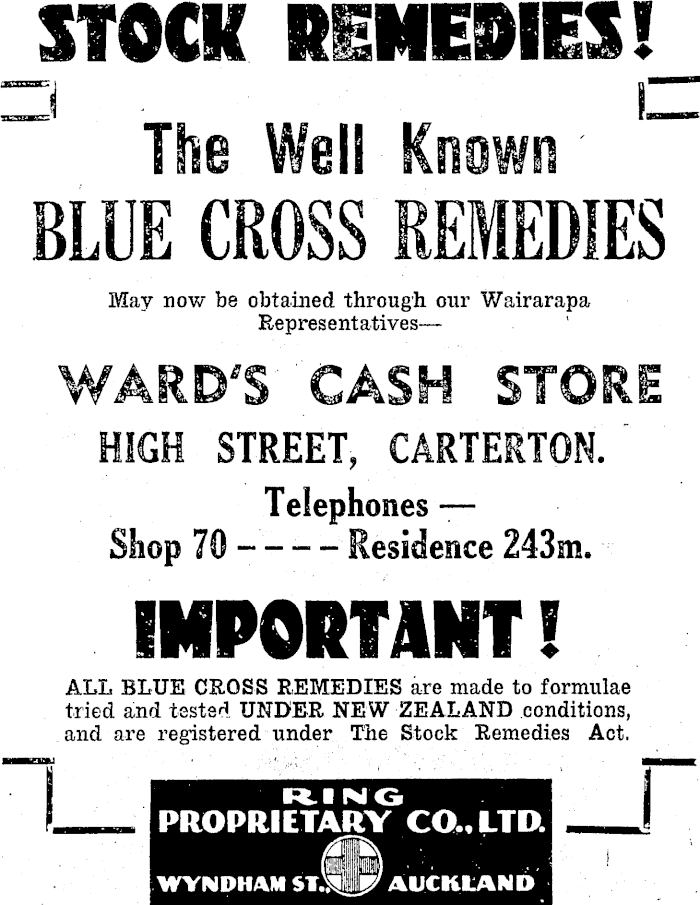 STOCK REMEDIES!
The Well Known
BLUE CROSS REMEDIES
May now be obtained through our Wairarapa
Representatives—
WARD'S CASH STORE
HIGH STREET, CARTERTON.
Telephones —
Shop 70 – – – – Residence 243m.
IMPORTANT!
ALL BLUE CROSS REMEDIES are made to formulae
tried and tested UNDER NEW ZEALAND conditions,
and are registered under The Stock Remedies Act.
RING
PROPRIETARY CO., LTD.
WYNDHAM ST., AUCKLAND